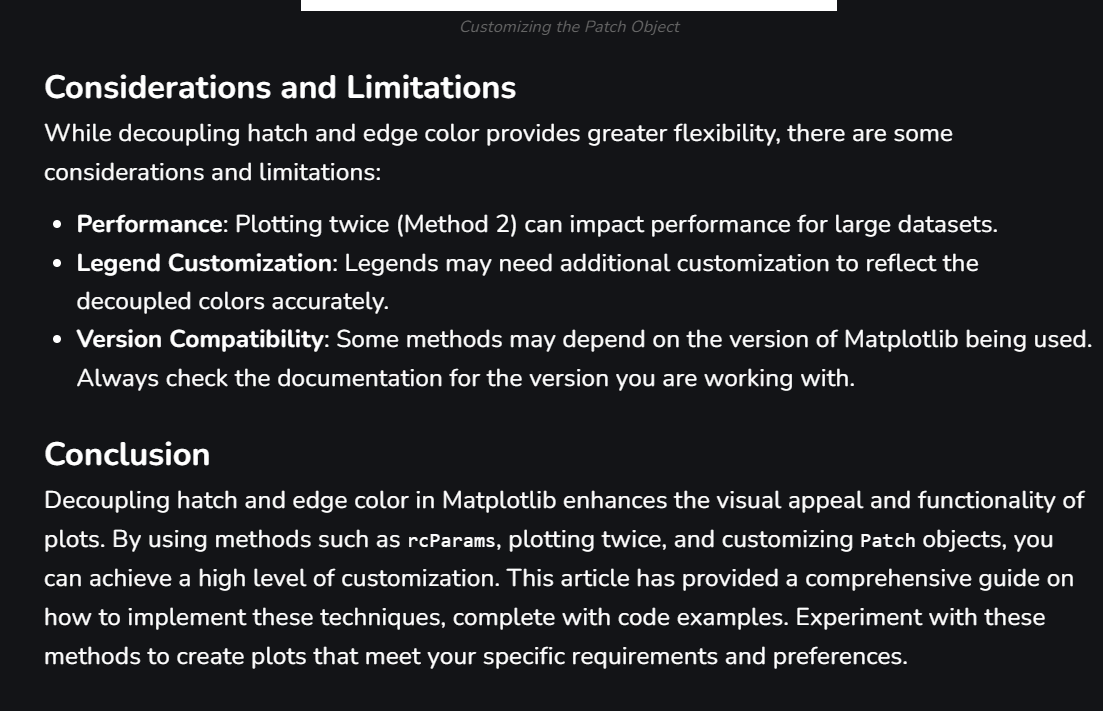 Customizing the Patch Object
Considerations and Limitations
While decoupling hatch and edge color provides greater flexibility, there are some
considerations and limitations:
• Performance: Plotting twice (Method 2) can impact performance for large datasets.
• Legend Customization: Legends may need additional customization to reflect the
decoupled colors accurately.
• Version Compatibility: Some methods may depend on the version of Matplotlib being used.
Always check the documentation for the version you are working with.
Conclusion
Decoupling hatch and edge color in Matplotlib enhances the visual appeal and functionality of
plots. By using methods such as rcParams, plotting twice, and customizing Patch objects, you
can achieve a high level of customization. This article has provided a comprehensive guide on
how to implement these techniques, complete with code examples. Experiment with these
methods to create plots that meet your specific requirements and preferences.